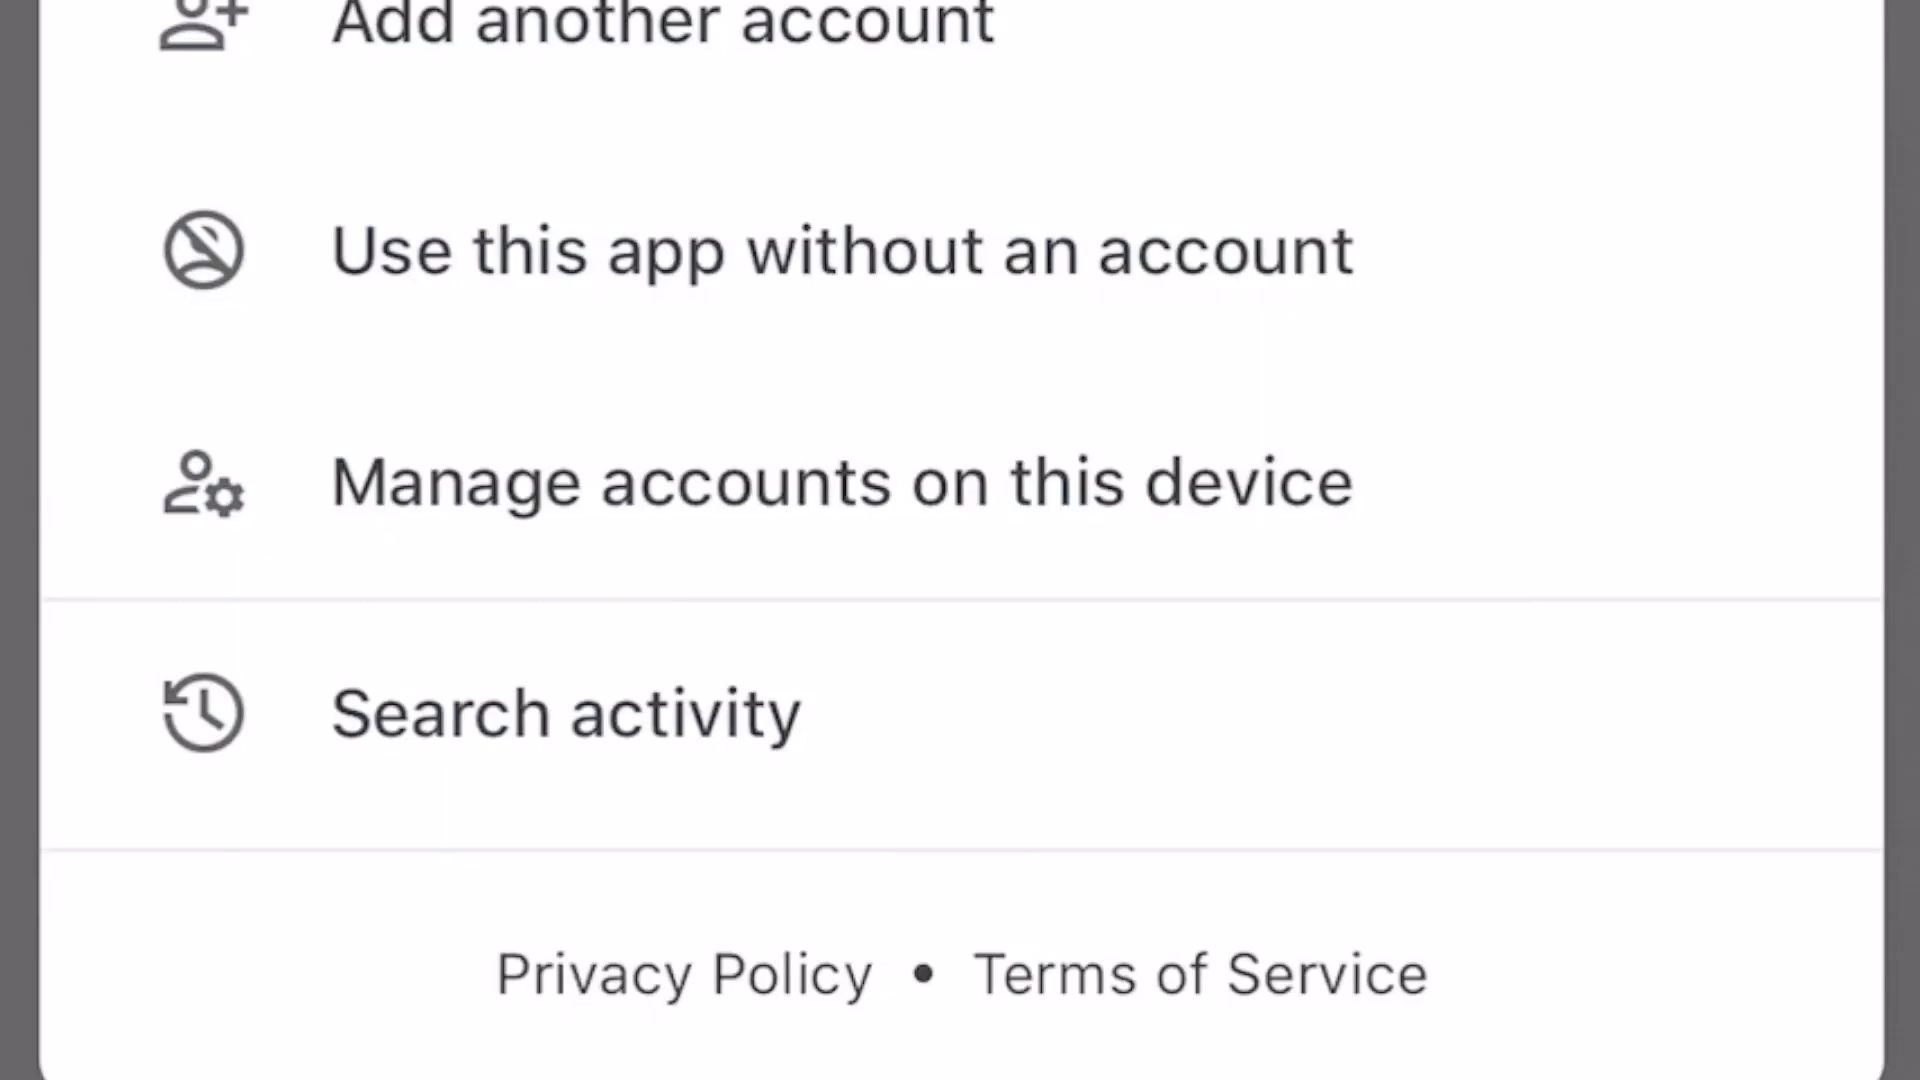 Add another account
Use this app without an account
Manage accounts on this device
Search activity
Privacy Policy • Terms of Service